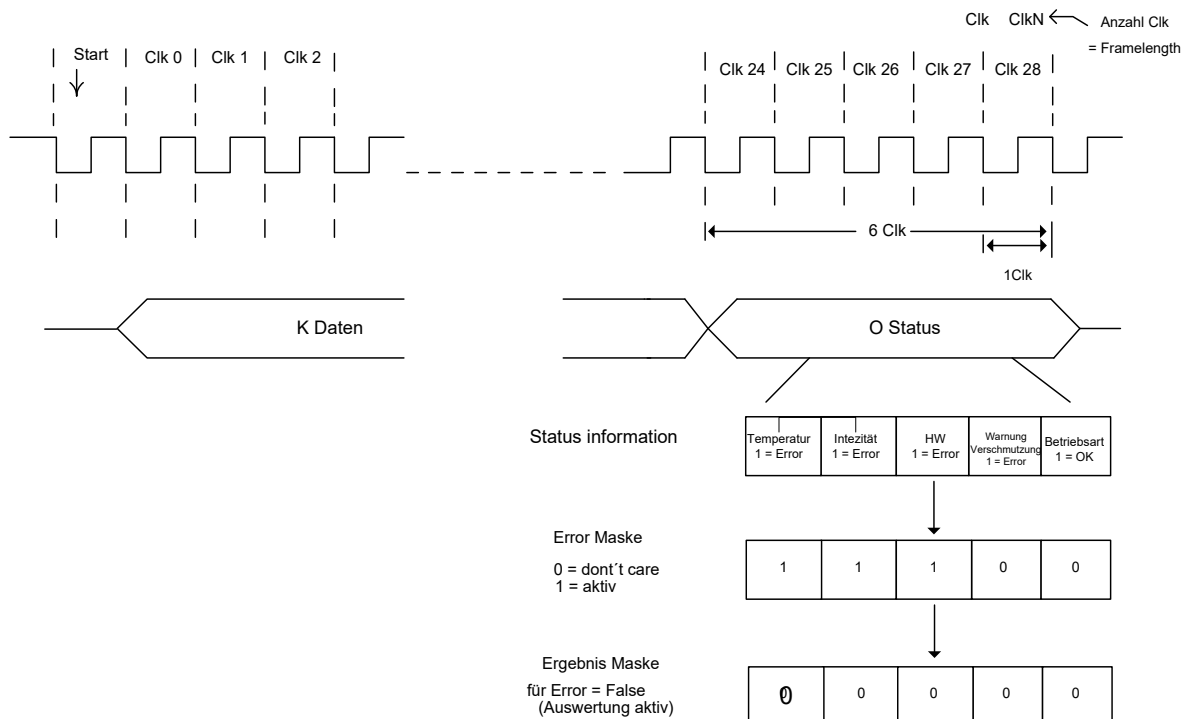 Clk ClkN Anzahl Clk
= Framelength
Start Clk 0 Clk 1 Clk 2
Clk 24 Clk 25 Clk 26 Clk 27 Clk 28
6 Clk
1Clk
K Daten
O Status
Status information
Temperatur
1 = Error
Intezität
1 = Error
HW
1 = Error
Warnung
Verschmutzung
1 = Error
Betriebsart
1 = OK
Error Maske
0 = dont´t care
1 = aktiv
1 1 1 0 0
Ergebnis Maske
für Error = False
(Auswertung aktiv)
0 0 0 0 0